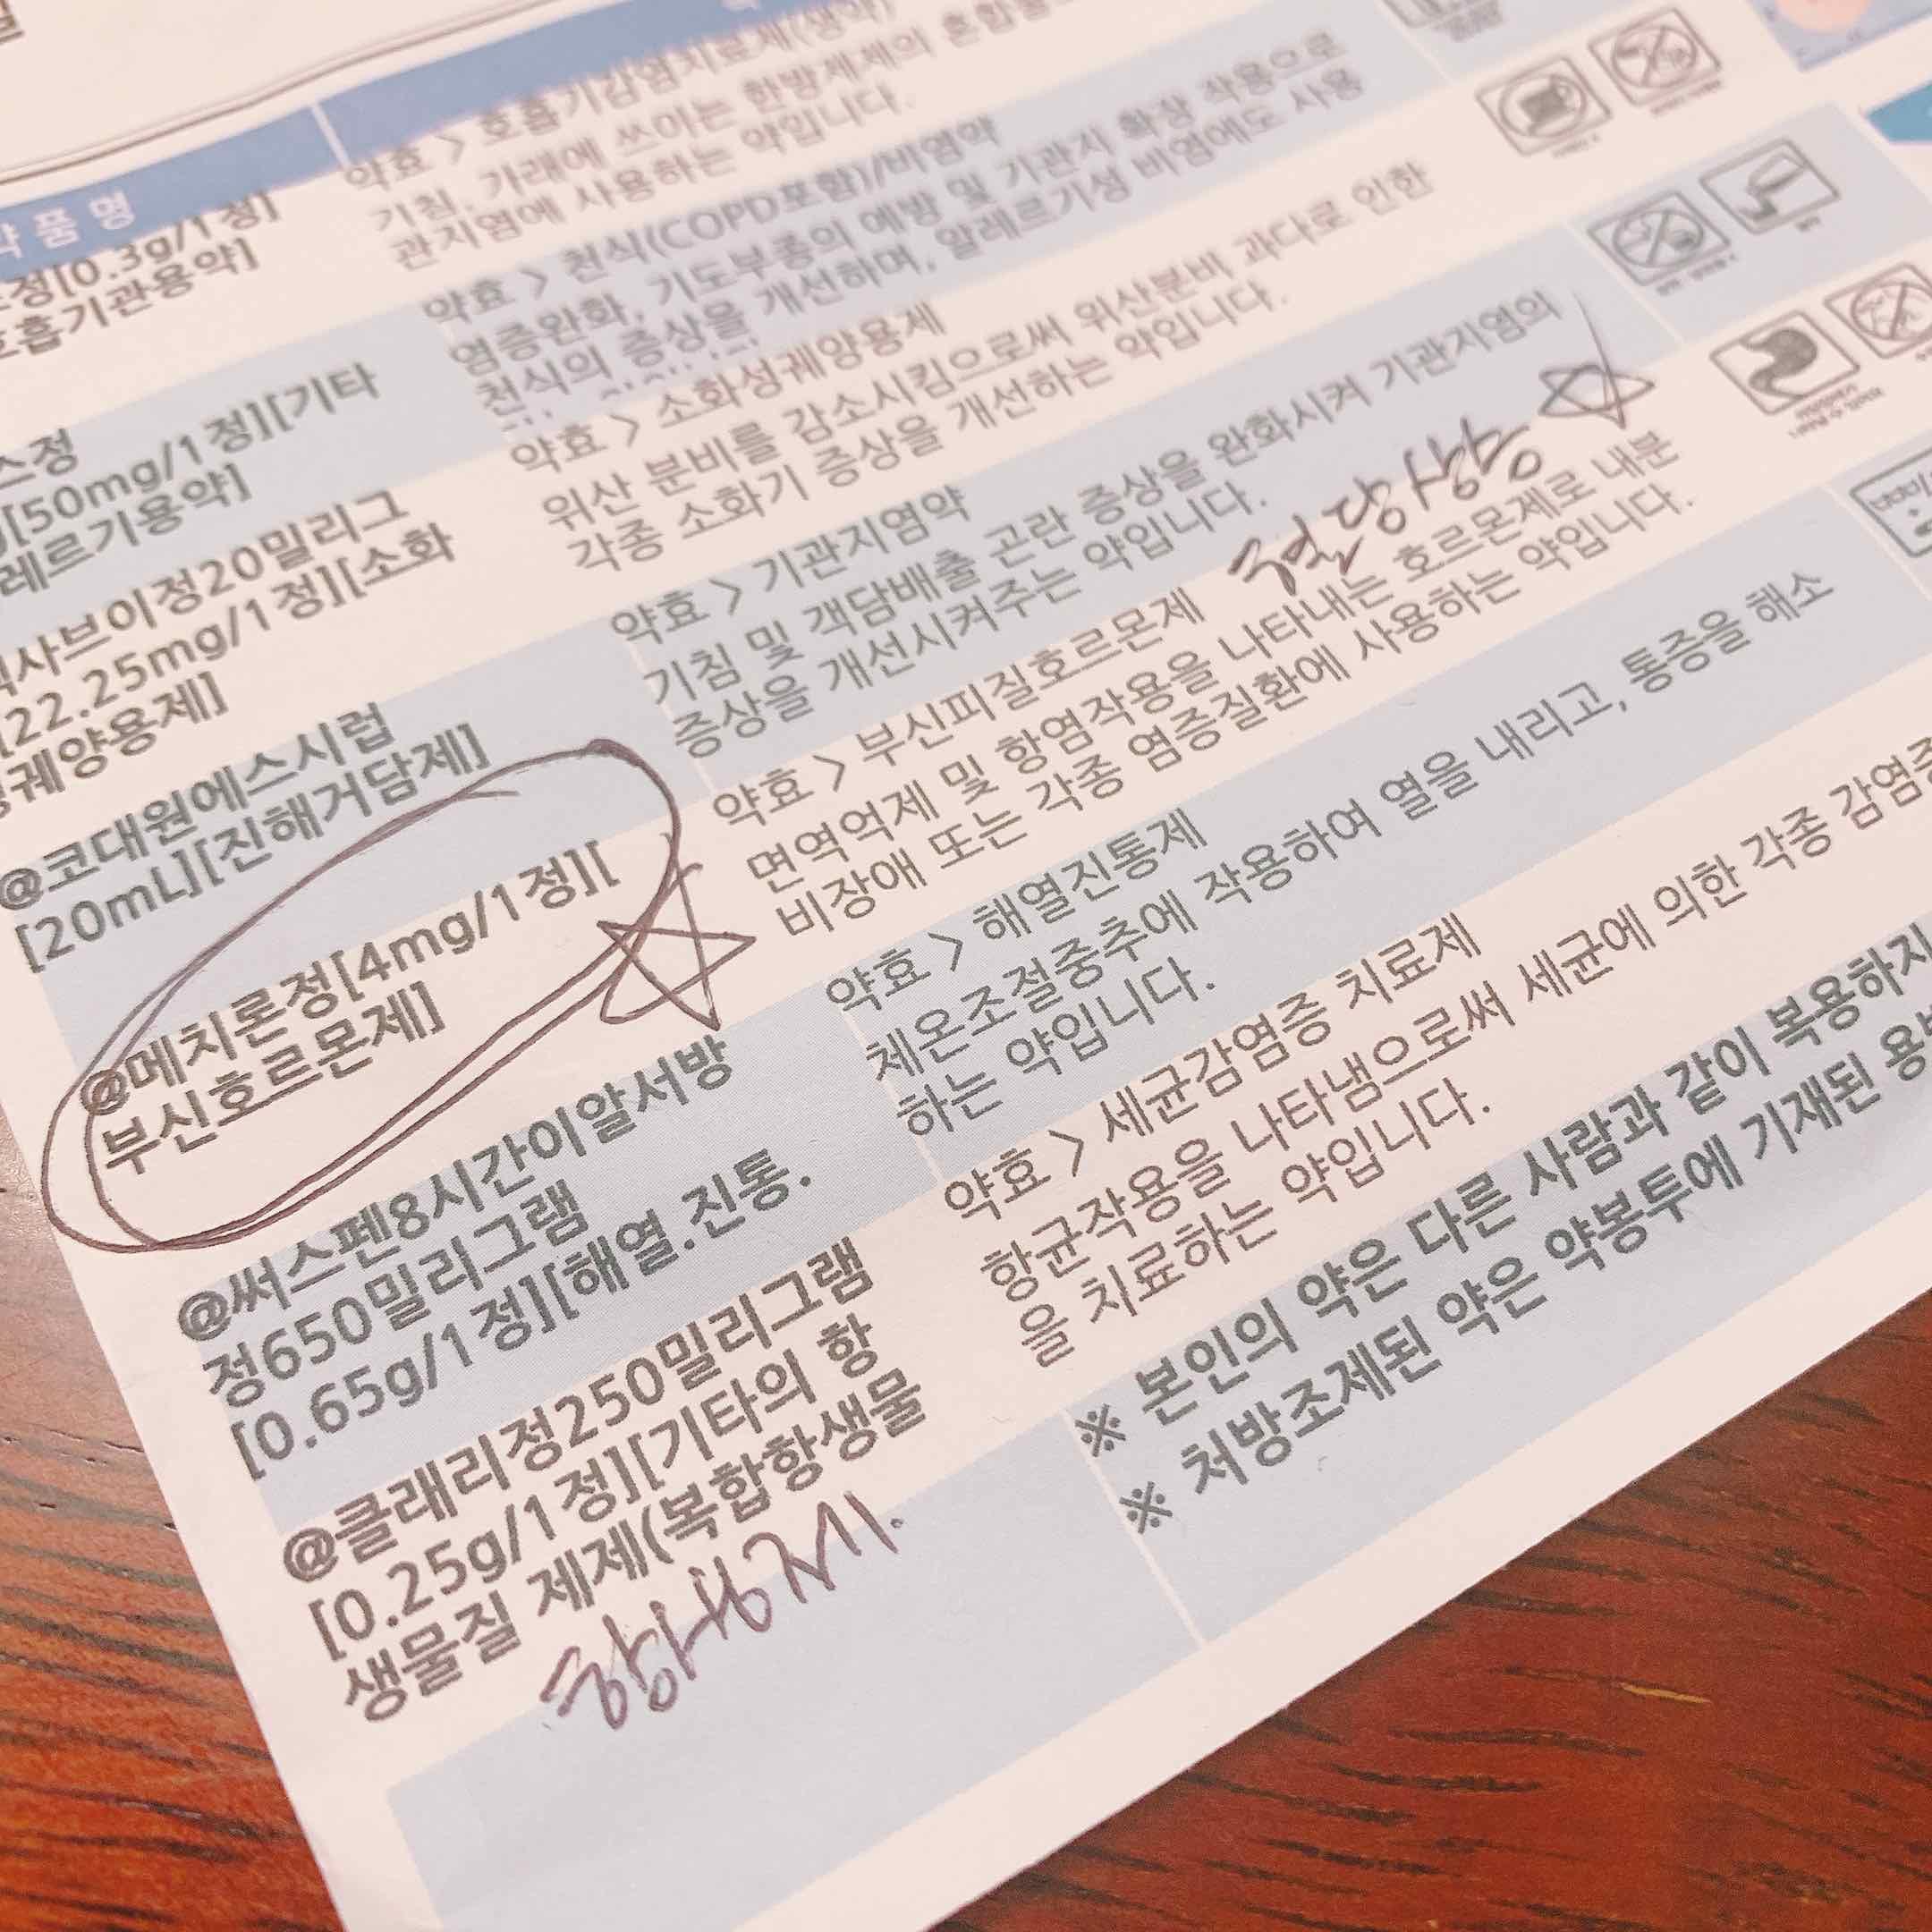 약품명
정[0.3g/1정]
호흡기관용약]
약효 > 호흡기감염치료제(생약)
기침, 가래에 쓰이는 한방제제의 혼합
관지염에 사용하는 약입니다.
스정
[50mg/1정][기타
레르기용약]
약효 > 천식(COPD포함)/비염약
염증완화, 기도부종의 예방 및 기관지 확장 작용으로
천식의 증상을 개선하며, 알레르기성 비염에도 사용
사브이정20밀리그
[22.25mg/1정][소화
궤양용제]
약효 > 소화성궤양용제
위산 분비를 감소시킴으로써 위산분비 과다로 인한
각종 소화기 증상을 개선하는 약입니다.
@코대원에스시럽
[20mL][진해거담제]
약효 > 기관지염약
기침 및 객담배출 곤란 증상을 완화시켜 기관지염의
증상을 개선시켜주는 약입니다.
@메치론정[4mg/1정][
부신호르몬제]
약효 > 부신피질호르몬제 혈당상승
면역억제 및 항염작용을 나타내는 호르몬제로 내분
비장애 또는 각종 염증질환에 사용하는 약입니다.
@써스펜8시간이알서방
정650밀리그램
[0.65g/1정][해열.진통.
약효 > 해열진통제
체온조절중추에 작용하여 열을 내리고, 통증을 해소
하는 약입니다.
@클래리정250밀리그램
[0.25g/1정][기타의 항
생물질 제제(복합항생물
약효 > 세균감염증 치료제
항균작용을 나타냄으로써 세균에 의한 각종 감염증
을 치료하는 약입니다.
항생제.
※ 본인의 약은 다른 사람과 같이 복용하지
※ 처방조제된 약은 약봉투에 기재된 용